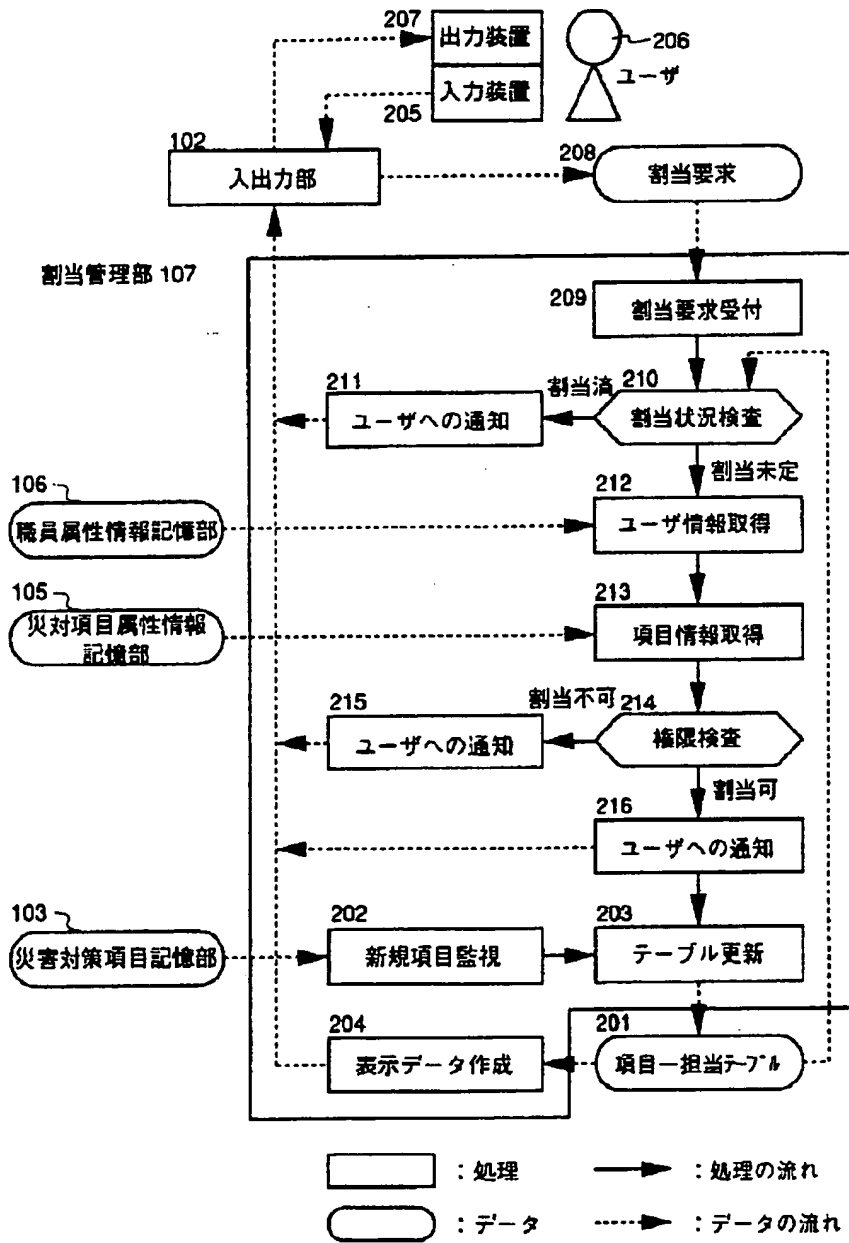 207
出力装置
206
ユーザ
入力装置
205
102
入出力部
208
割当要求
割当管理部 107
209
割当要求受付
211
割当済
210
ユーザへの通知
割当状況検査
割当未定
106
職員属性情報記憶部
212
ユーザ情報取得
105
災対項目属性情報
記憶部
213
項目情報取得
215
割当不可
214
ユーザへの通知
権限検査
割当可
216
ユーザへの通知
103
災害対策項目記憶部
202
新規項目監視
203
テーブル更新
204
表示データ作成
201
項目ー担当テーブル
:処理
:処理の流れ
:データ
:データの流れ